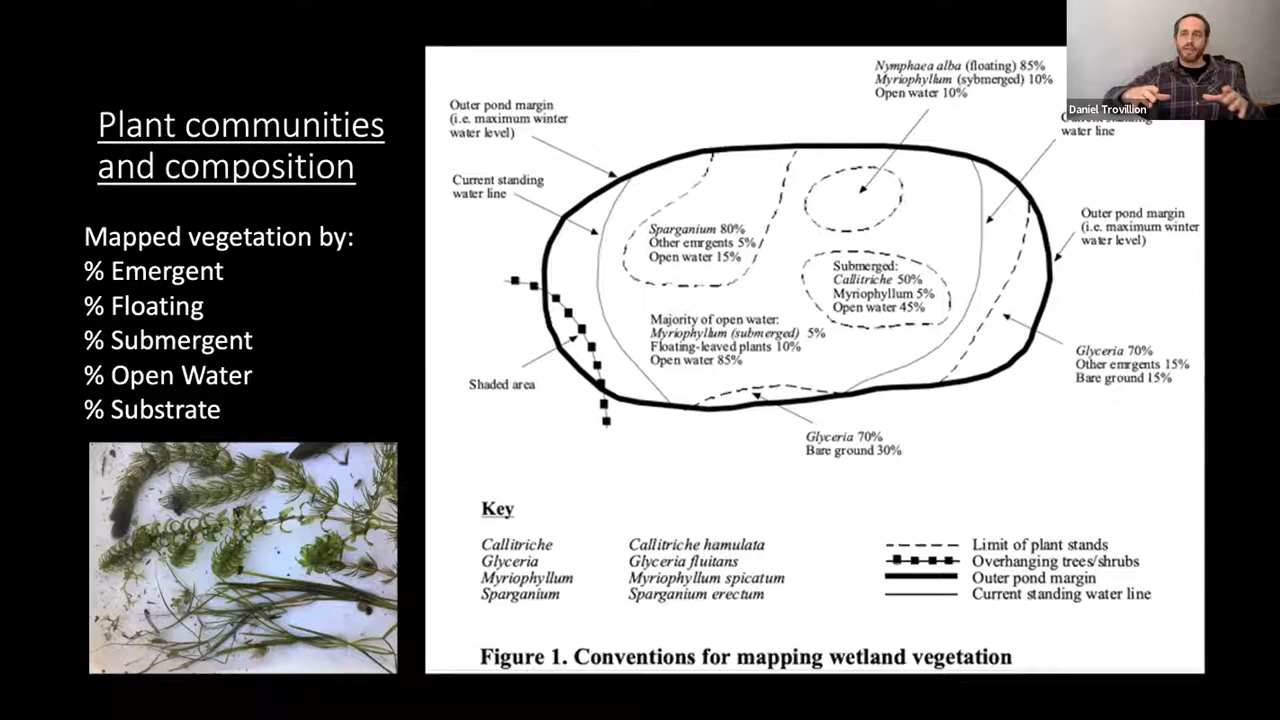 Plant communities
and composition
Mapped vegetation by:
% Emergent
% Floating
% Submergent
% Open Water
% Substrate
Daniel Trovillion
Nymphaea alba (floating) 85%
Myriophyllum (submerged) 10%
Open water 10%
Outer pond margin
(i.e. maximum winter
water level)
Current standing
water line
Current standing
water line
Outer pond margin
(i.e. maximum winter
water level)
Sparganium 80%
Other emrgents 5%
Open water 15%
Submerged:
Callitriche 50%
Myriophyllum 5%
Open water 45%
Majority of open water:
Myriophyllum (submerged) 5%
Floating-leaved plants 10%
Open water 85%
Shaded area
Glyceria 70%
Other emrgents 15%
Bare ground 15%
Glyceria 70%
Bare ground 30%
Key
Callitriche Callitriche hamulata
Glyceria Glyceria fluitans
Myriophyllum Myriophyllum spicatum
Sparganium Sparganium erectum
Limit of plant stands
Overhanging trees/shrubs
Outer pond margin
Current standing water line
Figure 1. Conventions for mapping wetland vegetation